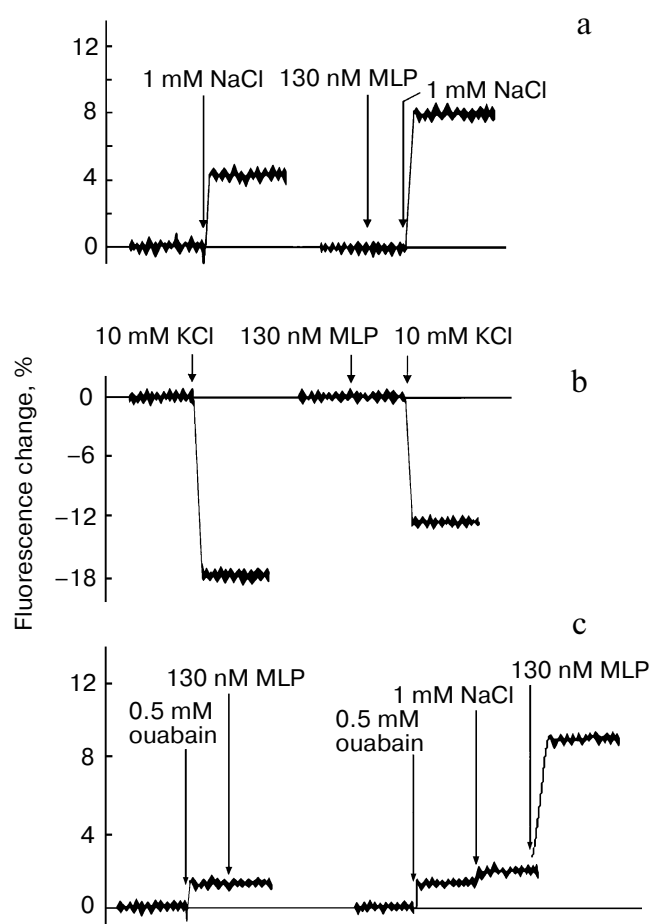 a
12
1 mM NaCl
130 nM MLP
1 mM NaCl
8
4
0
10 mM KCl
130 nM MLP
10 mM KCl
b
0
–6
–12
–18
Fluorescence change, %
c
130 nM MLP
130 nM MLP
12
0.5 mM
ouabain
1 mM NaCl
0.5 mM
ouabain
8
4
0